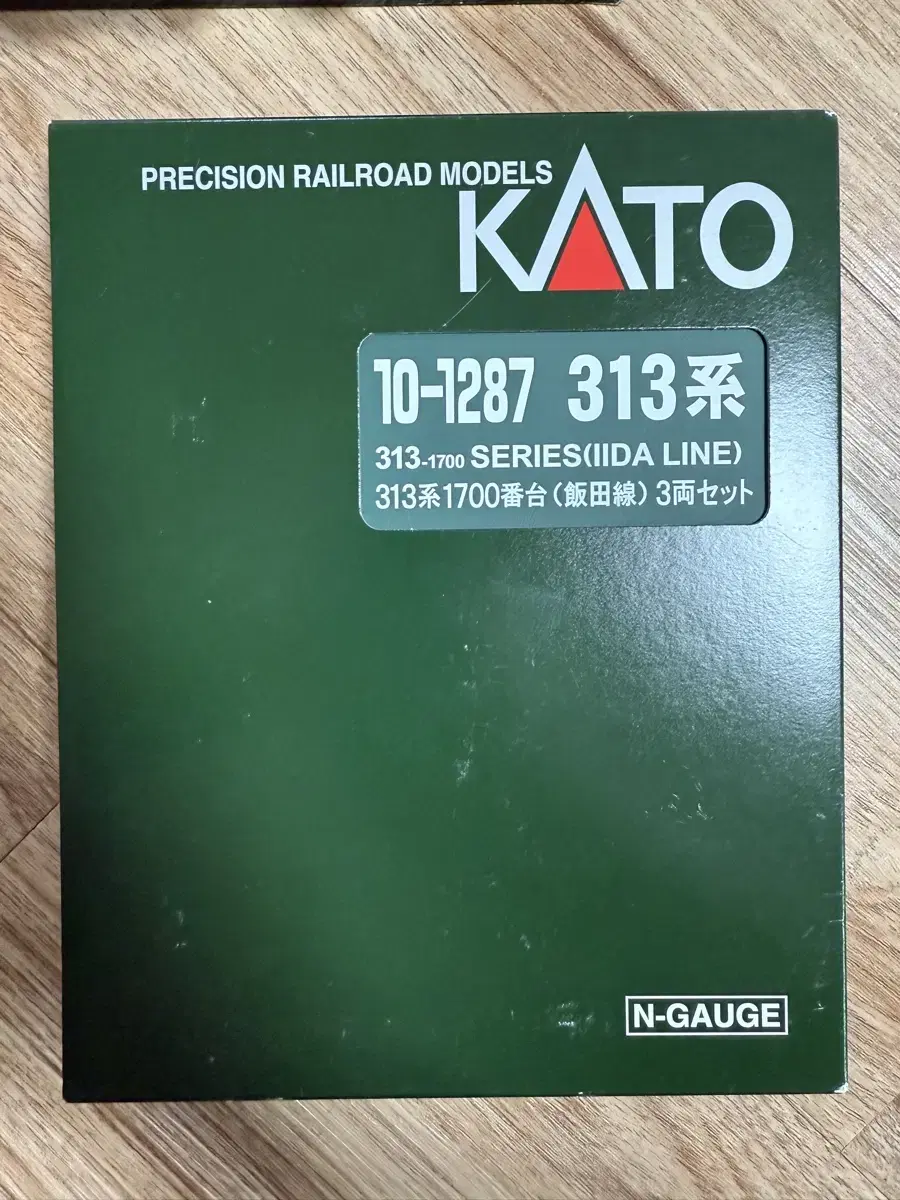 PRECISION RAILROAD MODELS
KATO
10-1287 313系
313-1700 SERIES(IIDA LINE)
313系1700番台(飯田線)3両セット
N-GAUGE